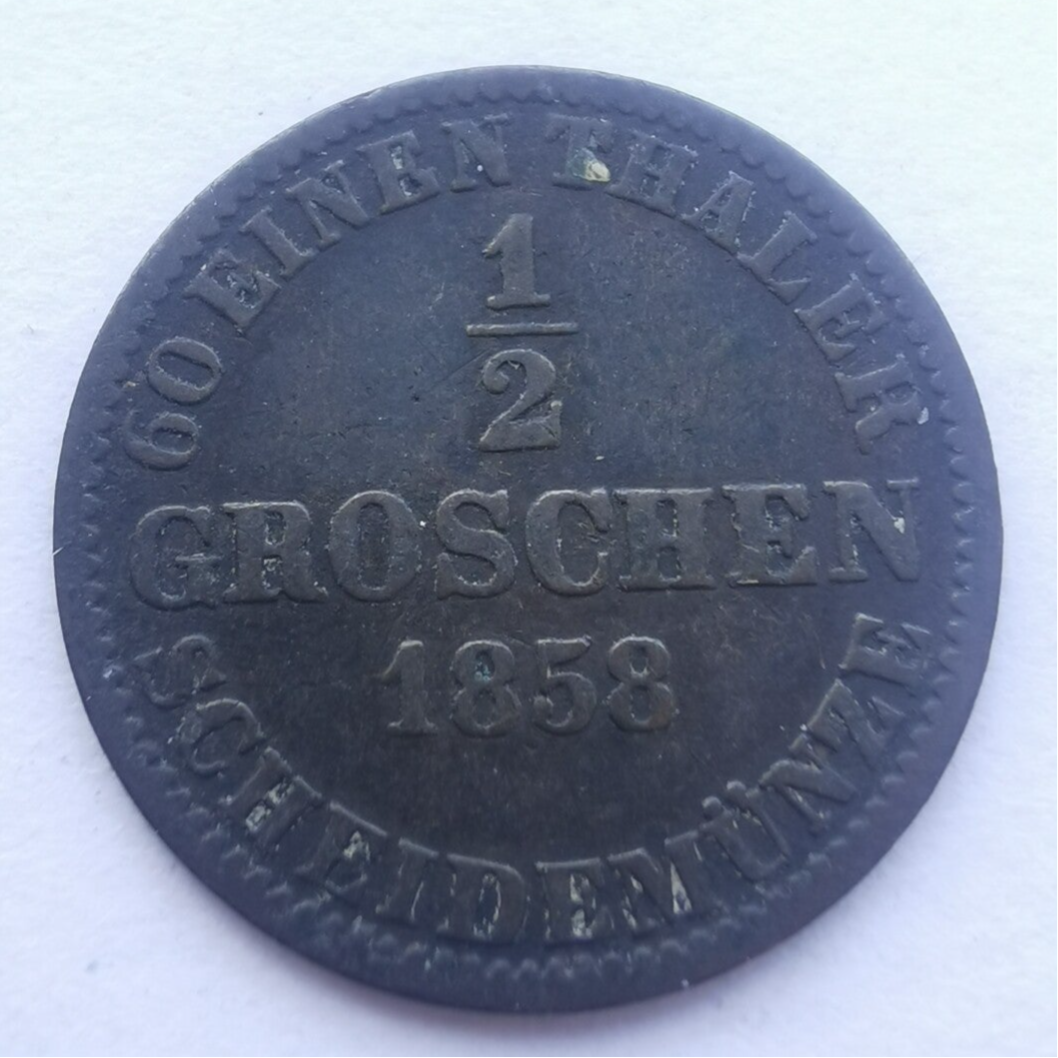 60 EINEN THALER
1
2
GROSCHEN
1858
SCHEIDEMÜNZE